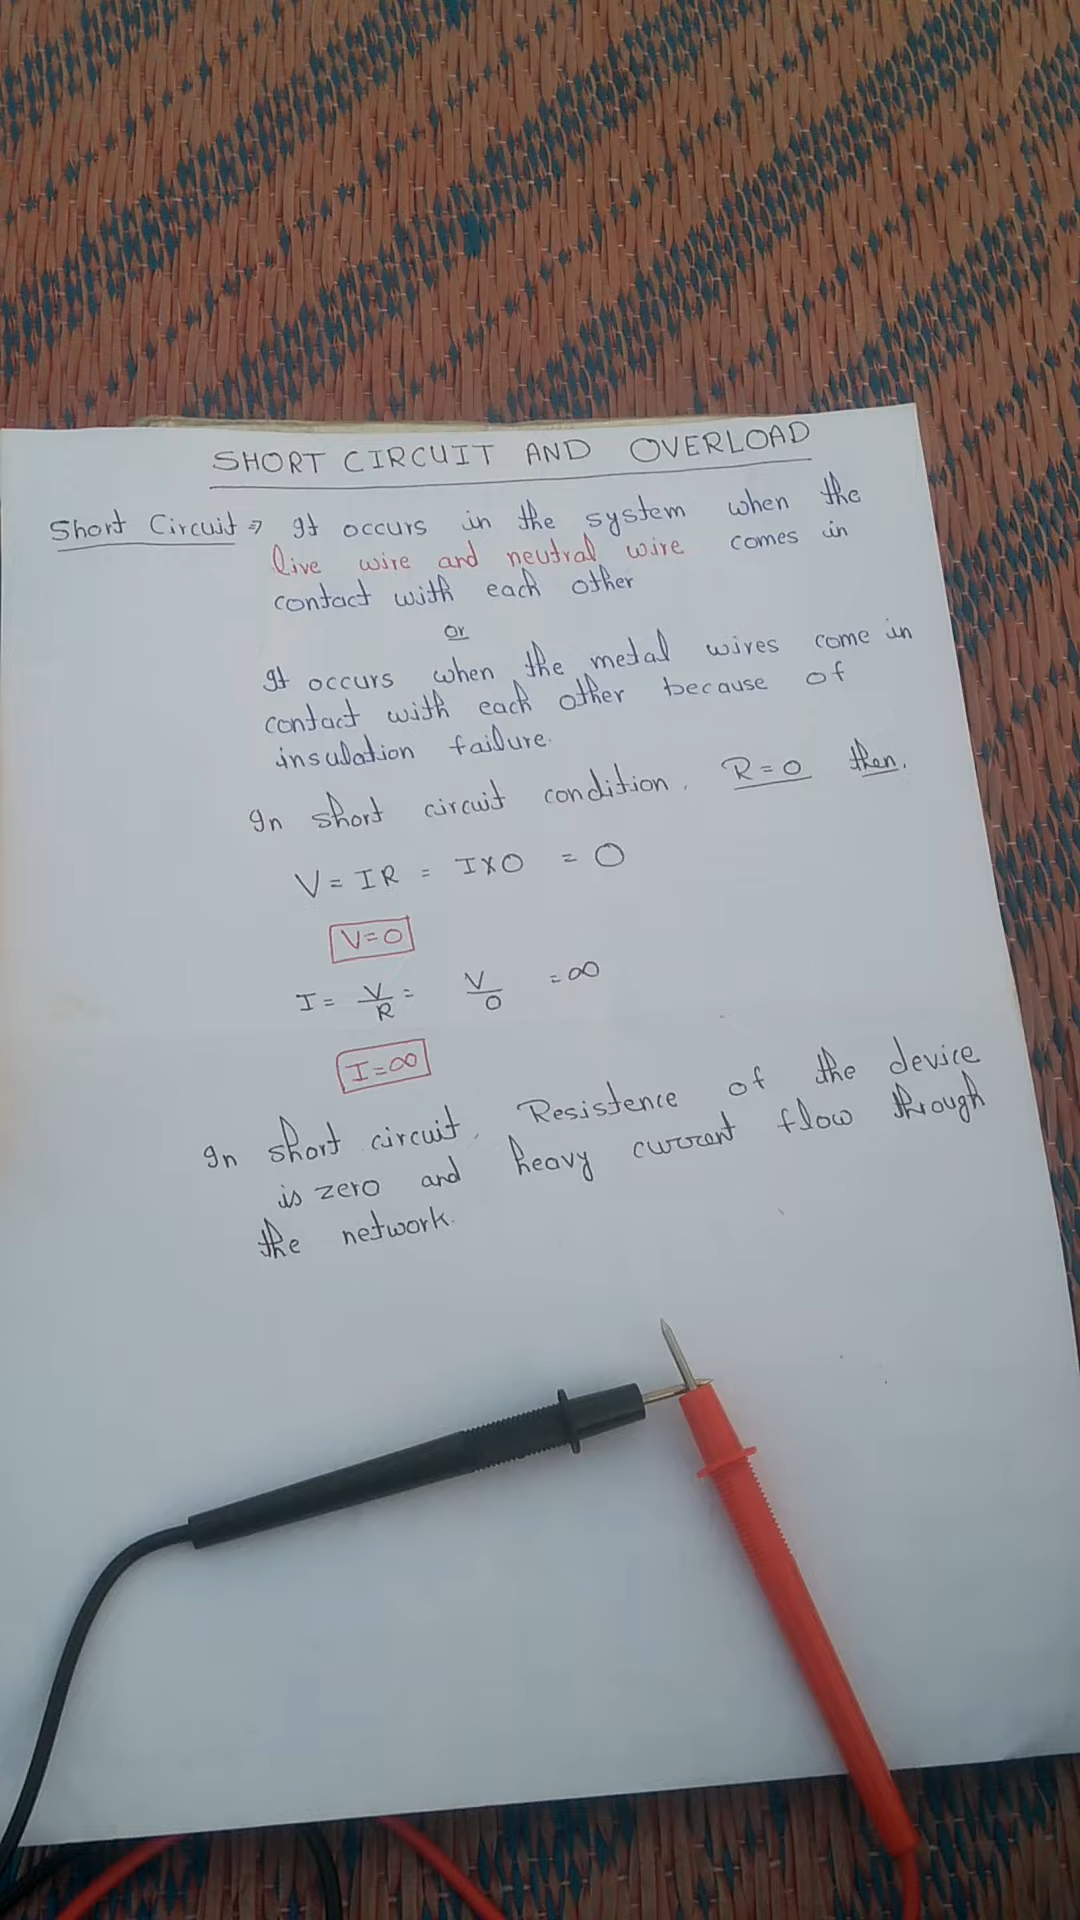 SHORT CIRCUIT AND OVERLOAD
Short Circuit ⇒ It occurs in the system when the
live wire and neutral wire comes in
contact with each other
or
It occurs when the metal wires come in
contact with each other because of
insulation failure.
In short circuit condition, R=0 then,
V = IR = I×0 = 0
V=0
I = V/R = V/0 = ∞
I=∞
In short circuit, Resistence of the device
is zero and heavy current flow through
the network.